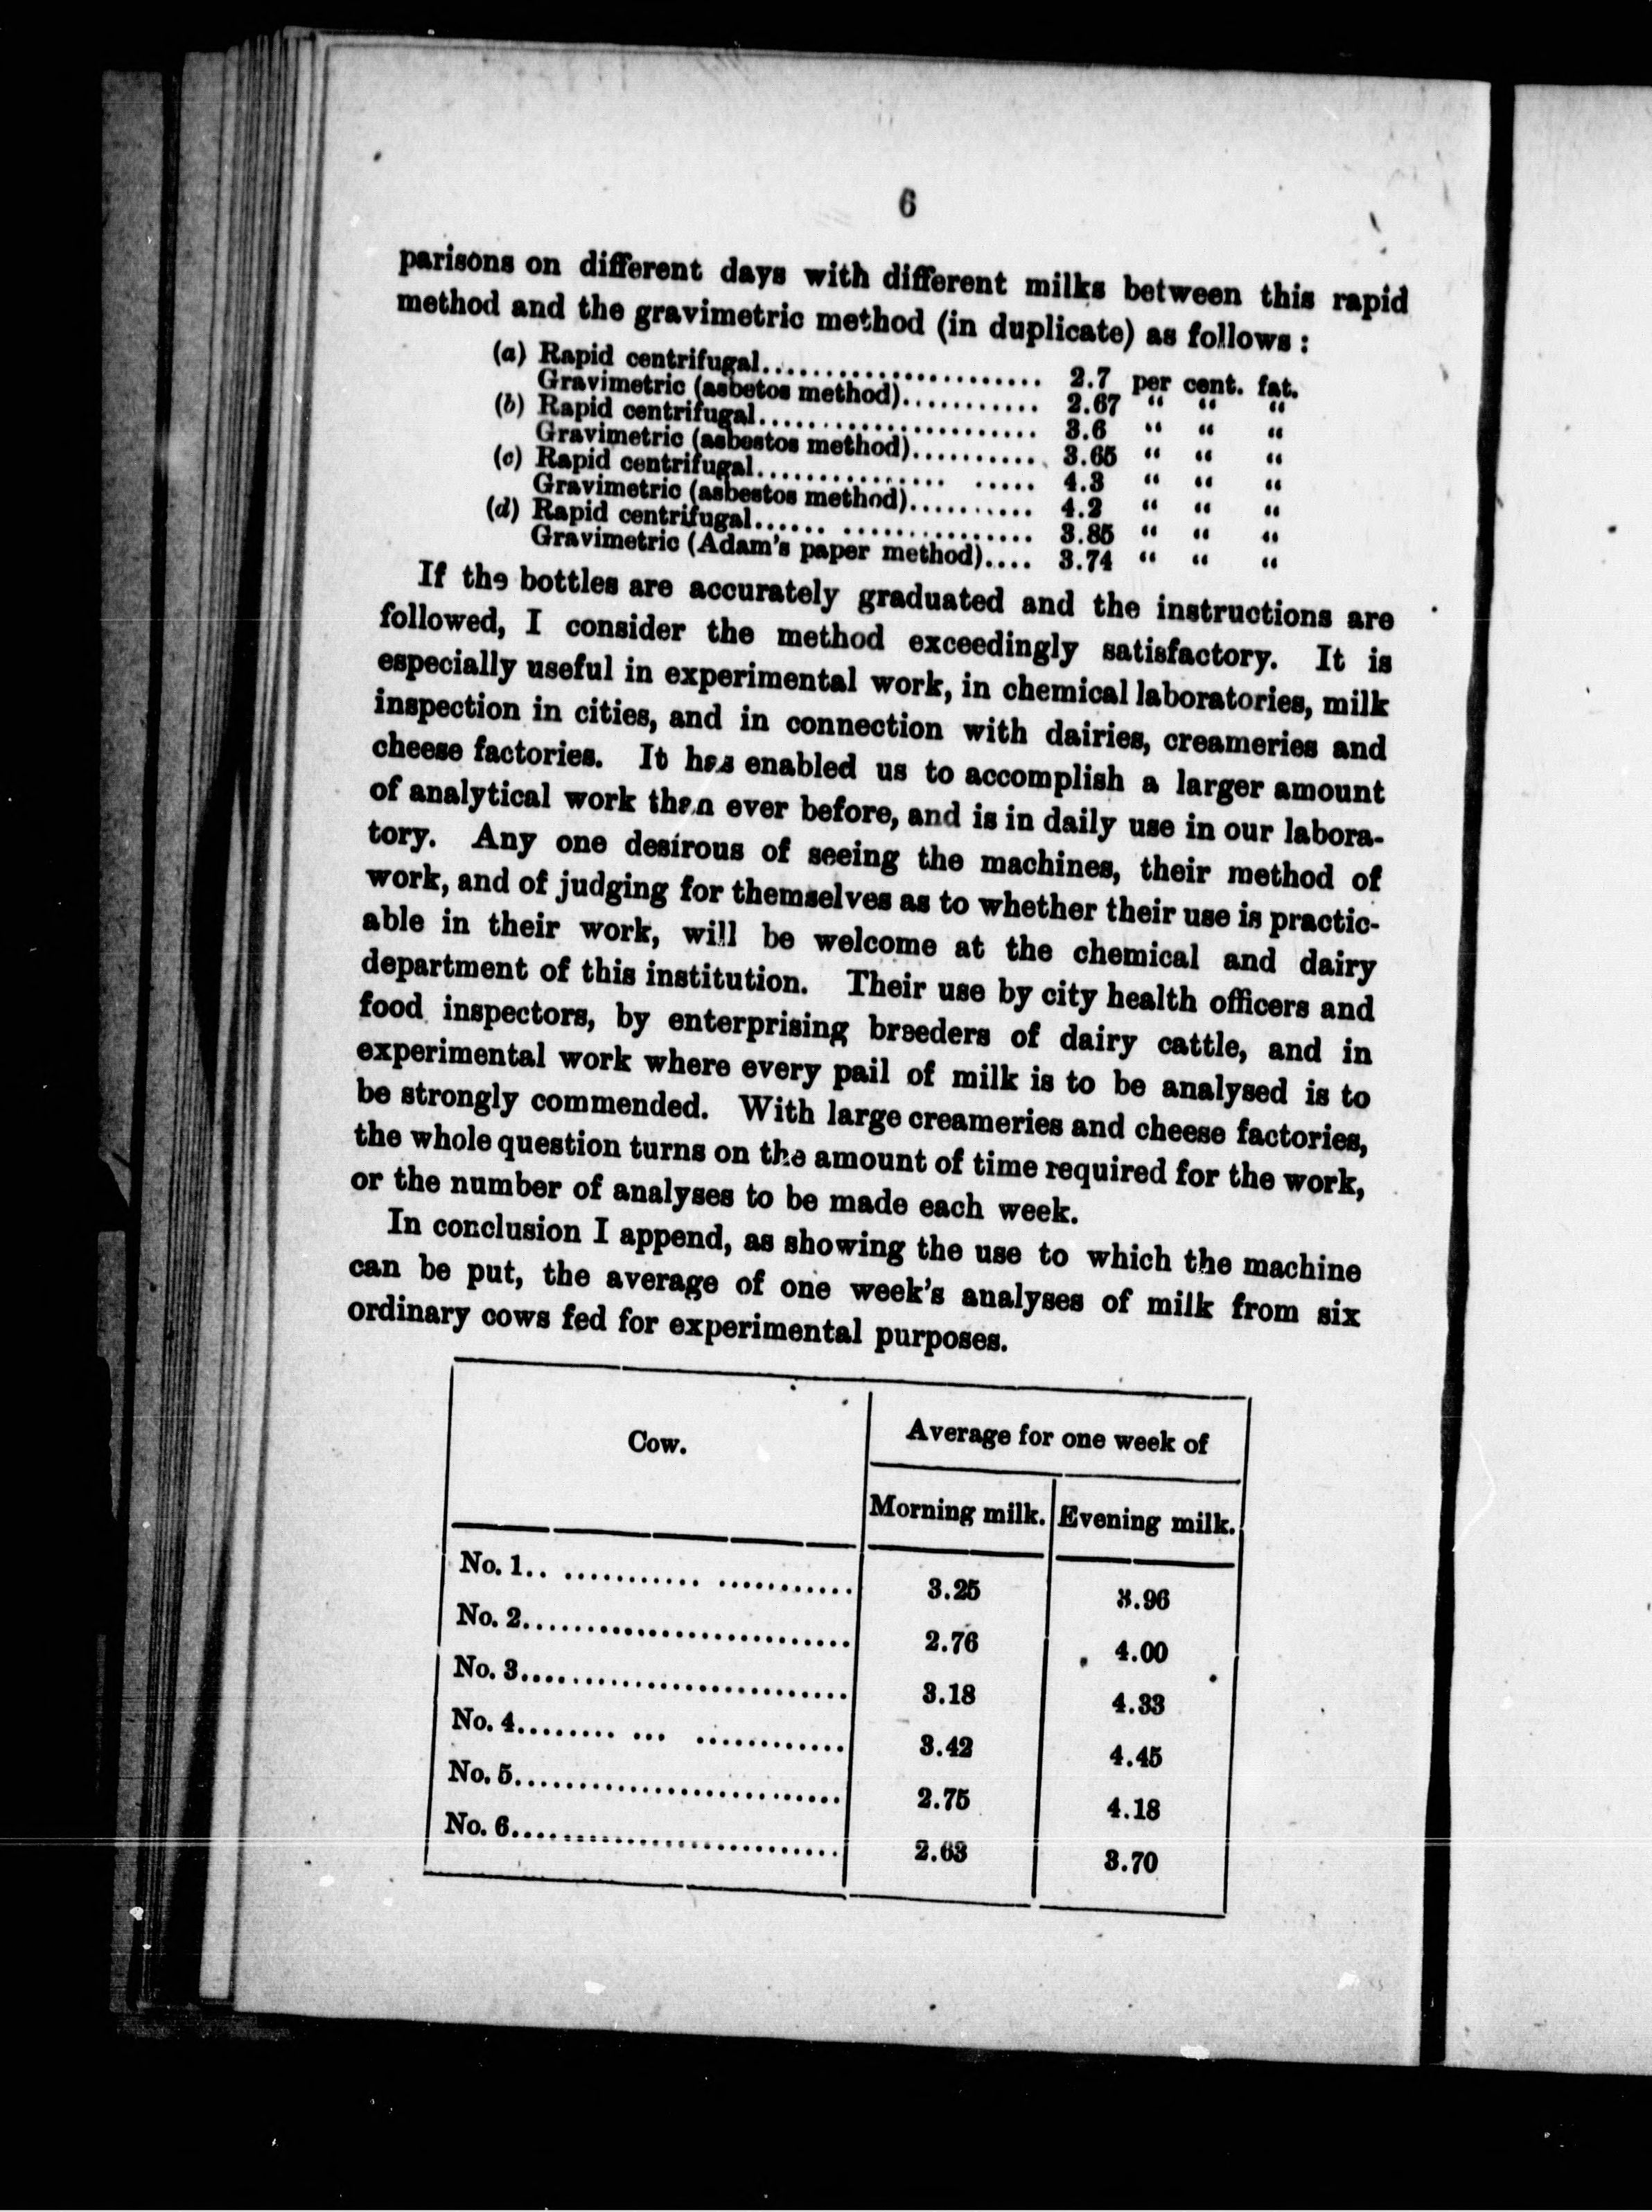 6
parisons on different days with different milks between this rapid
method and the gravimetric method (in duplicate) as follows :
(a) Rapid centrifugal...................... 2.7 per cent. fat.
Gravimetric (asbetos method)........... 2.67 " " "
(b) Rapid centrifugal...................... 3.6 " " "
Gravimetric (asbestos method).......... 3.65 " " "
(c) Rapid centrifugal............... ..... 4.3 " " "
Gravimetric (asbestos method).......... 4.2 " " "
(d) Rapid centrifugal...... ............... 3.85 " " "
Gravimetric (Adam's paper method).... 3.74 " " "
If the bottles are accurately graduated and the instructions are
followed, I consider the method exceedingly satisfactory. It is
especially useful in experimental work, in chemical laboratories, milk
inspection in cities, and in connection with dairies, creameries and
cheese factories. It has enabled us to accomplish a larger amount
of analytical work than ever before, and is in daily use in our labora-
tory. Any one desirous of seeing the machines, their method of
work, and of judging for themselves as to whether their use is practic-
able in their work, will be welcome at the chemical and dairy
department of this institution. Their use by city health officers and
food inspectors, by enterprising breeders of dairy cattle, and in
experimental work where every pail of milk is to be analysed is to
be strongly commended. With large creameries and cheese factories,
the whole question turns on the amount of time required for the work,
or the number of analyses to be made each week.
In conclusion I append, as showing the use to which the machine
can be put, the average of one week's analyses of milk from six
ordinary cows fed for experimental purposes.
Cow. Average for one week of
Morning milk. Evening milk.
No. 1.. ........... ........... 3.25 3.96
No. 2.......................... 2.76 4.00
No. 3.......................... 3.18 4.33
No. 4........ ... ............ 3.42 4.45
No. 5.......................... 2.75 4.18
No. 6.......................... 2.63 3.70